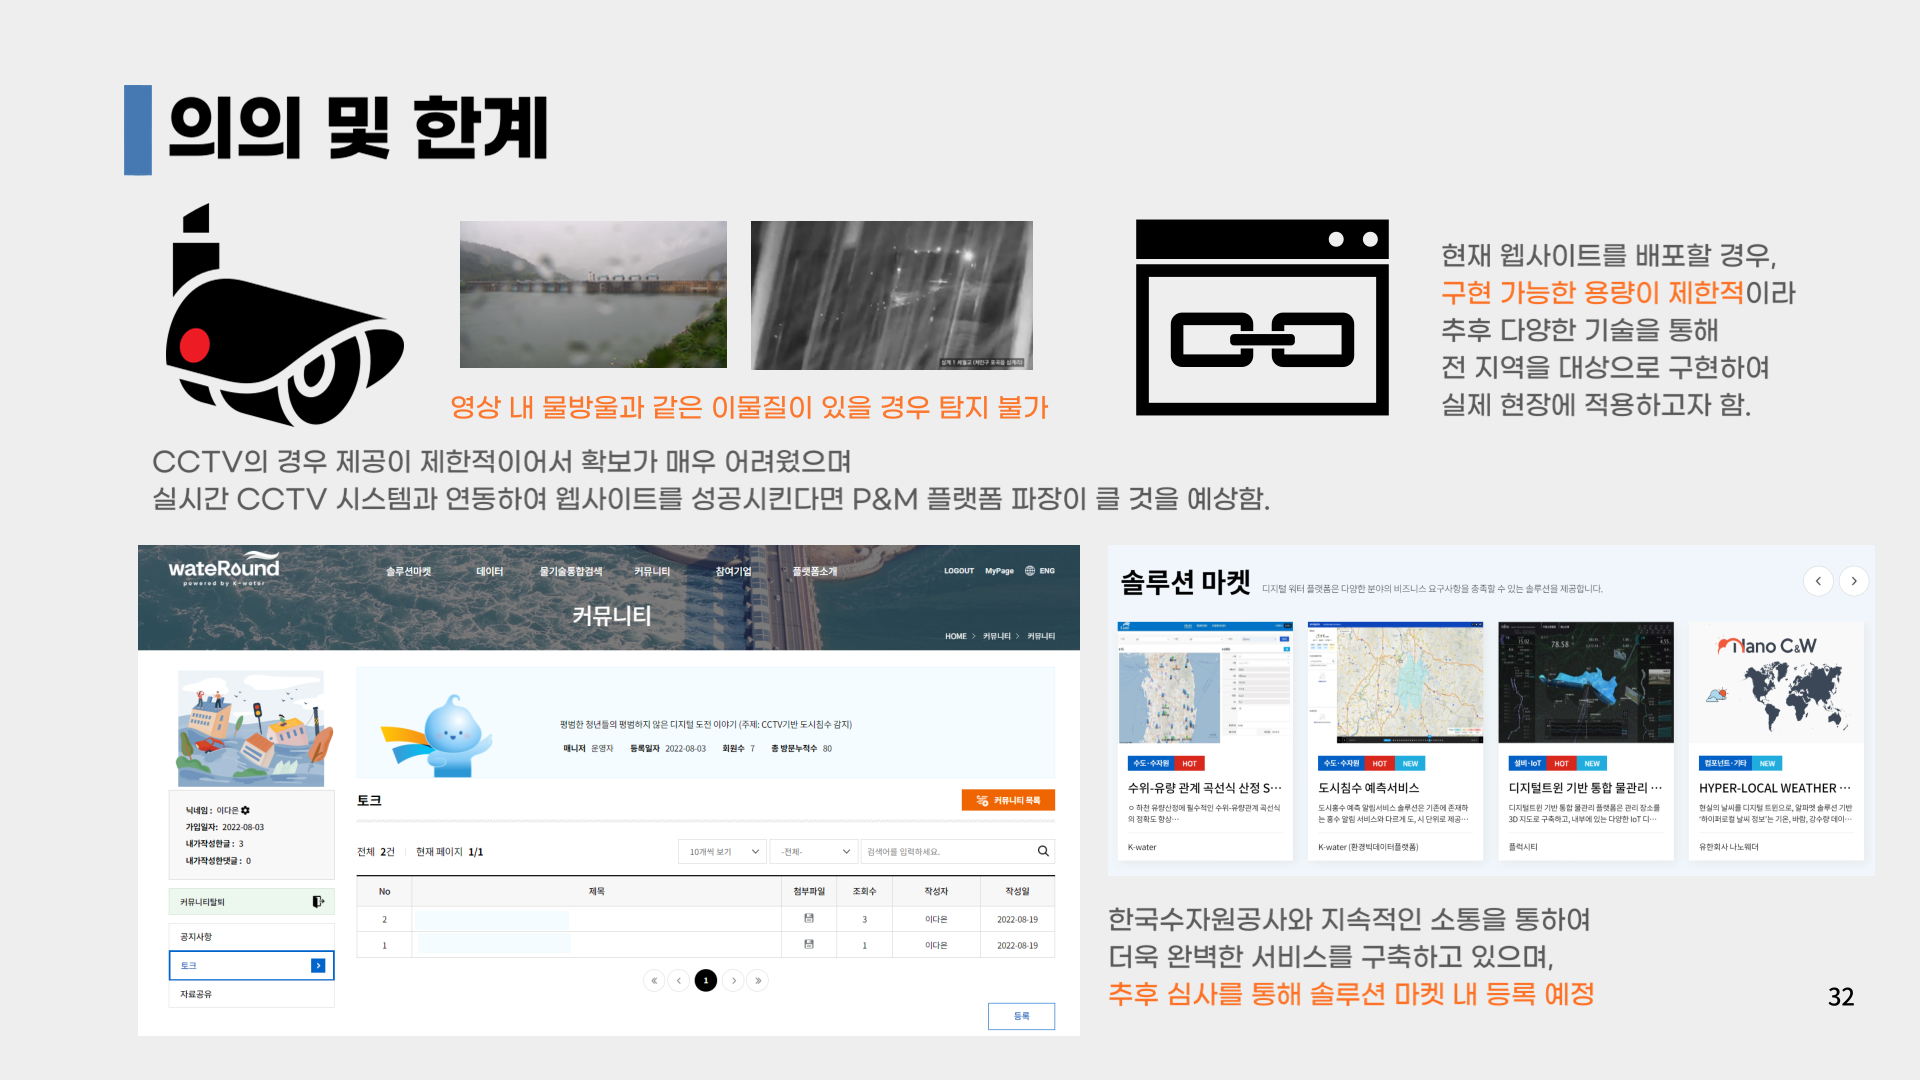 의의 및 한계
영상 내 물방울과 같은 이물질이 있을 경우 탐지 불가
현재 웹사이트를 배포할 경우,
구현 가능한 용량이 제한적이라
추후 다양한 기술을 통해
전 지역을 대상으로 구현하여
실제 현장에 적용하고자 함.
CCTV의 경우 제공이 제한적이어서 확보가 매우 어려웠으며
실시간 CCTV 시스템과 연동하여 웹사이트를 성공시킨다면 P&M 플랫폼 파장이 클 것을 예상함.
wateRound
powered by K-water
솔루션마켓 데이터 물기술통합검색 커뮤니티 참여기업 플랫폼소개
LOGOUT MyPage ENG
커뮤니티
HOME > 커뮤니티 > 커뮤니티
평범한 청년들의 평범하지 않은 디지털 도전 이야기 (주제: CCTV기반 도시침수 감지)
매니저 운영자 등록일자 2022-08-03 회원수 7 총 방문누적수 80
닉네임 : 이다은
가입일자: 2022-08-03
내가작성한글 : 3
내가작성한댓글 : 0
커뮤니티탈퇴
공지사항
토크
자료공유
토크
커뮤니티 목록
전체 2건 현재 페이지 1/1
10개씩 보기 -전체- 검색어를 입력하세요.
No 제목 첨부파일 조회수 작성자 작성일
2 3 이다은 2022-08-19
1 1 이다은 2022-08-19
« < 1 > »
등록
솔루션 마켓
디지털 워터 플랫폼은 다양한 분야의 비즈니스 요구사항을 충족할 수 있는 솔루션을 제공합니다.
수도·수자원 HOT
수위-유량 관계 곡선식 산정 S…
ㅇ 하천 유량산정에 필수적인 수위-유량관계 곡선식
의 정확도 향상…
K-water
수도·수자원 HOT NEW
도시침수 예측서비스
도시홍수 예측 알림서비스 솔루션은 기존에 존재하
는 홍수 알림 서비스와 다르게 도, 시 단위로 제공…
K-water (환경빅데이터플랫폼)
78.58
설비·IoT HOT NEW
디지털트윈 기반 통합 물관리 …
디지털트윈 기반 통합 물관리 플랫폼은 관리 장소를
3D 지도로 구축하고, 내부에 있는 다양한 IoT 디…
플럭시티
Nano C&W
컴포넌트·기타 NEW
HYPER-LOCAL WEATHER …
현실의 날씨를 디지털 트윈으로, 알파멧 솔루션 기반
'하이퍼로컬 날씨 정보'는 기온, 바람, 강수량 데이…
유한회사 나노웨더
한국수자원공사와 지속적인 소통을 통하여
더욱 완벽한 서비스를 구축하고 있으며,
추후 심사를 통해 솔루션 마켓 내 등록 예정
32